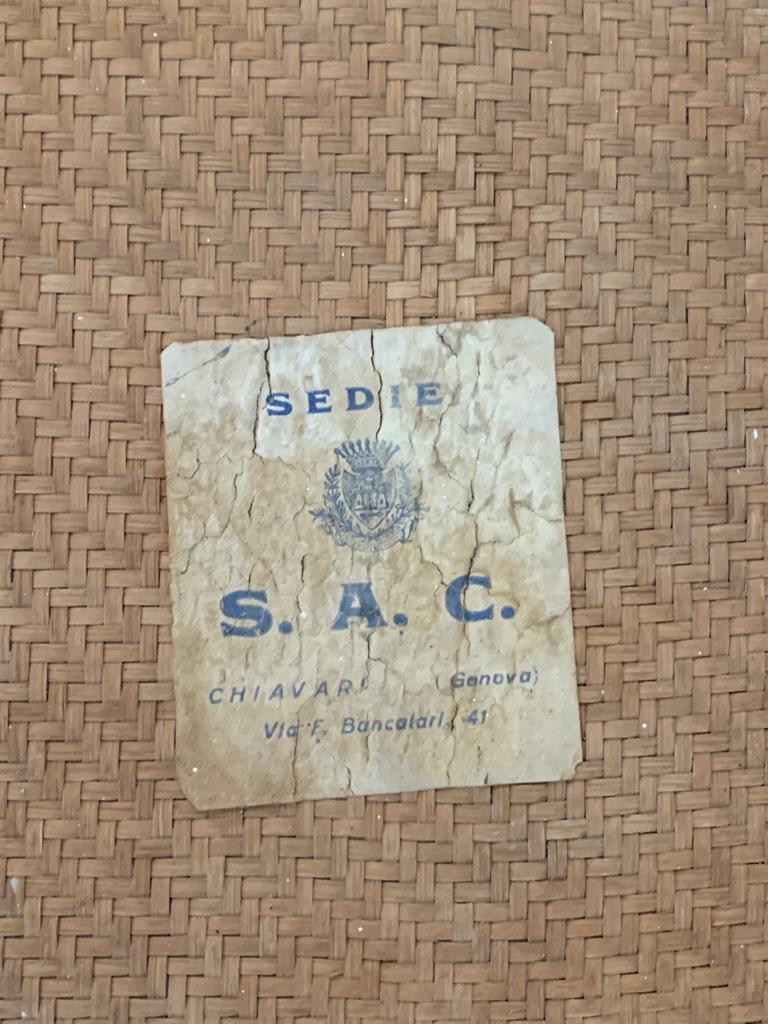 SEDIE
S. A. C.
CHIAVARI (Genova)
Via F. Bancalari, 41